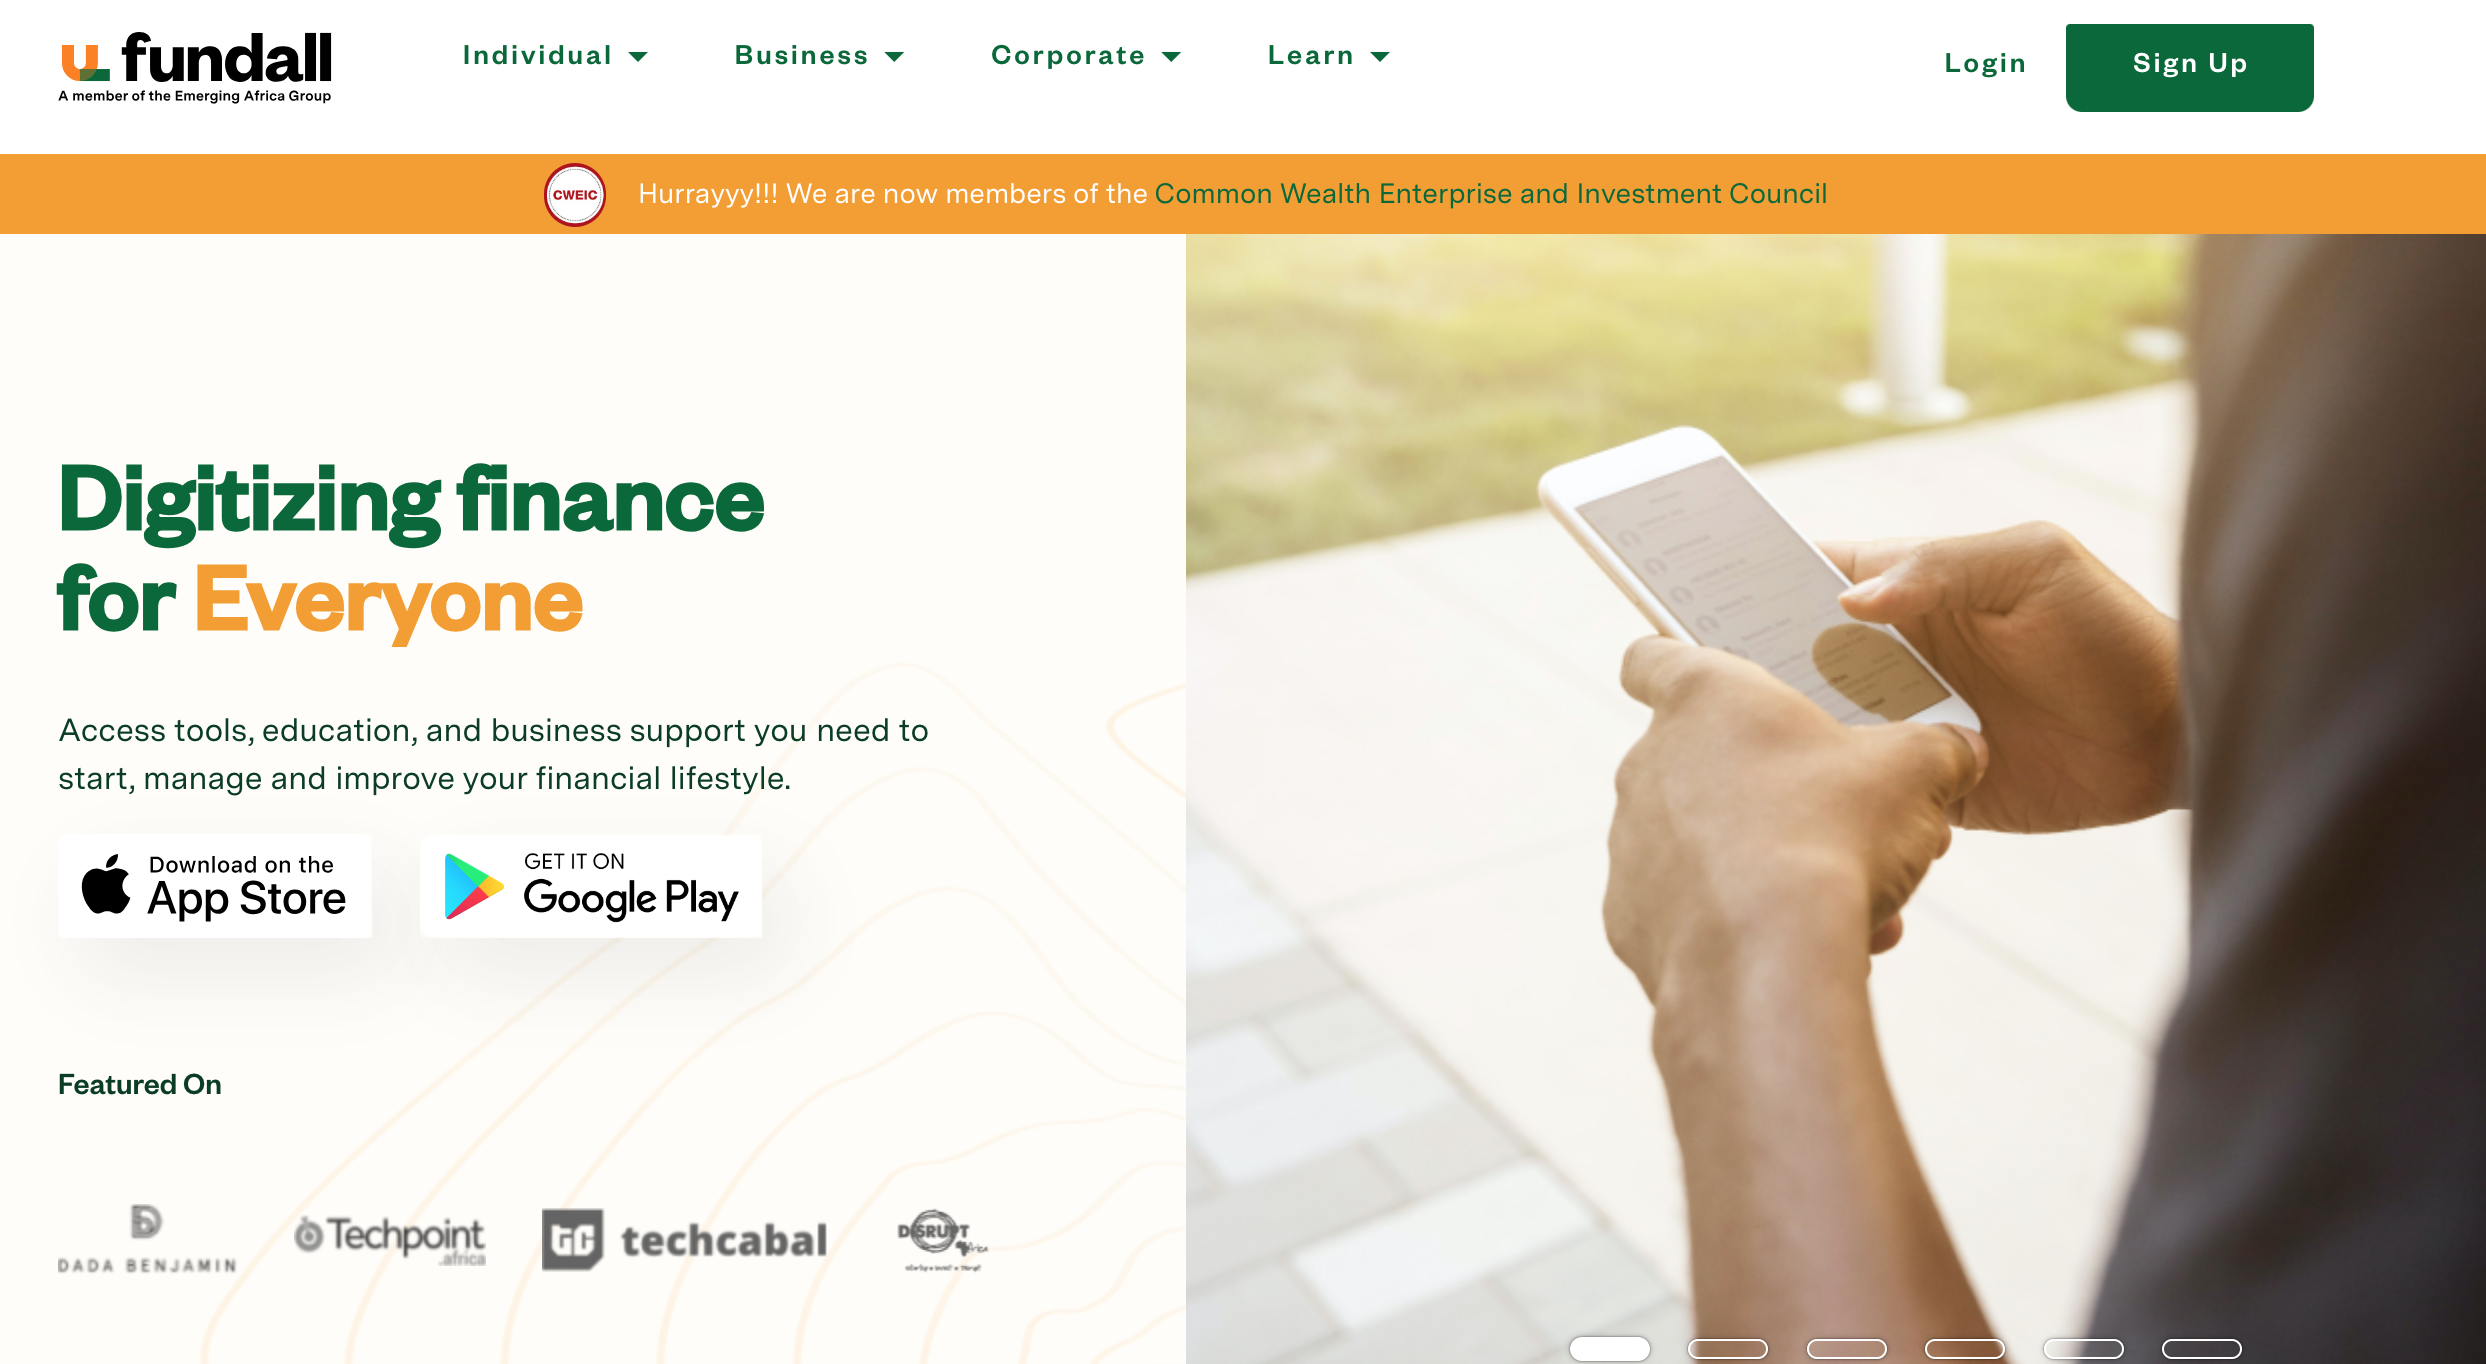 fundall
A member of the Emerging Africa Group
Individual
Business
Corporate
Learn
Login
Sign Up
CWEIC
Hurrayyy!!! We are now members of the Common Wealth Enterprise and Investment Council
Digitizing finance
for Everyone
Access tools, education, and business support you need to
start, manage and improve your financial lifestyle.
Download on the
App Store
GET IT ON
Google Play
Featured On
DADA BENJAMIN
Techpoint
.africa
TC techcabal
DISRUPT
Africa